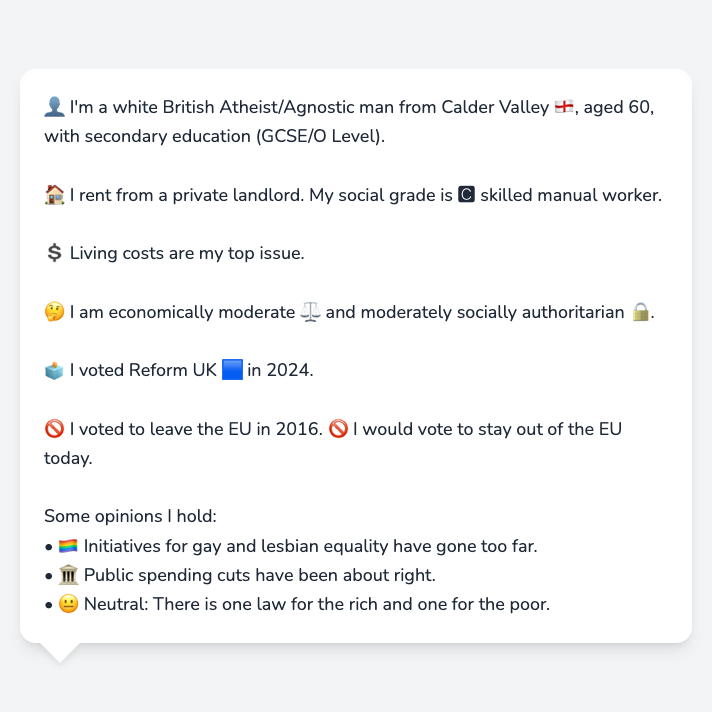 👤 I'm a white British Atheist/Agnostic man from Calder Valley 🏴󠁧󠁢󠁥󠁮󠁧󠁿, aged 60,
with secondary education (GCSE/O Level).
🏠 I rent from a private landlord. My social grade is 🅲 skilled manual worker.
💲 Living costs are my top issue.
🤔 I am economically moderate ⚖️ and moderately socially authoritarian 🔒.
🗳️ I voted Reform UK 🟦 in 2024.
🚫 I voted to leave the EU in 2016. 🚫 I would vote to stay out of the EU
today.
Some opinions I hold:
• 🏳️‍🌈 Initiatives for gay and lesbian equality have gone too far.
• 🏛️ Public spending cuts have been about right.
• 😐 Neutral: There is one law for the rich and one for the poor.